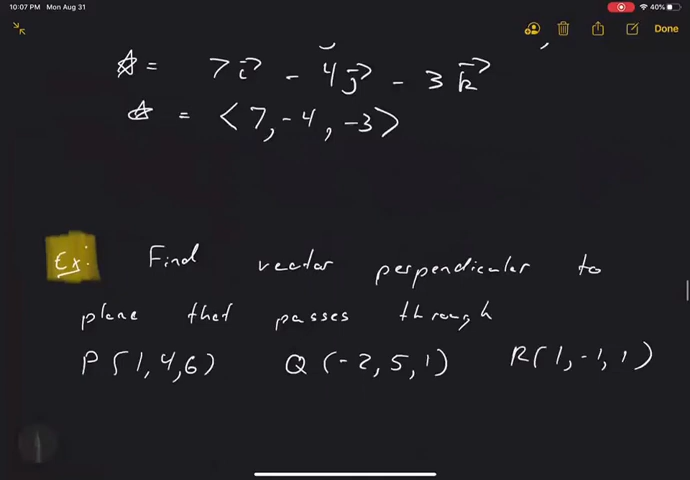 10:07 PM Mon Aug 31 40%
Done
☆ = 7i⃗ - 4j⃗ - 3k⃗
☆ = <7, -4, -3>
Ex: Find vector perpendicular to
plane that passes through
P(1,4,6) Q(-2,5,1) R(1,-1,1)